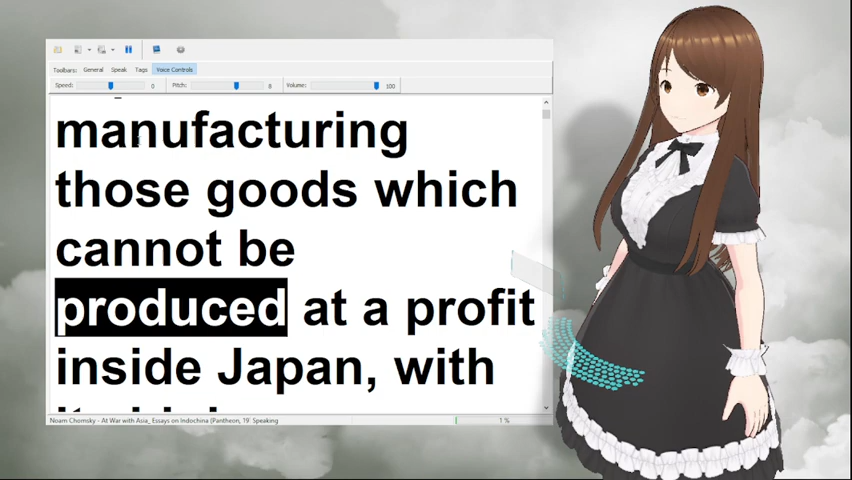 Toolbars: General Speak Tags Voice Controls
Speed: 0 Pitch: 8 Volume: 100
manufacturing
those goods which
cannot be
produced at a profit
inside Japan, with
Noam Chomsky - At War with Asia_ Essays on Indochina (Pantheon, 19 Speaking 1 %